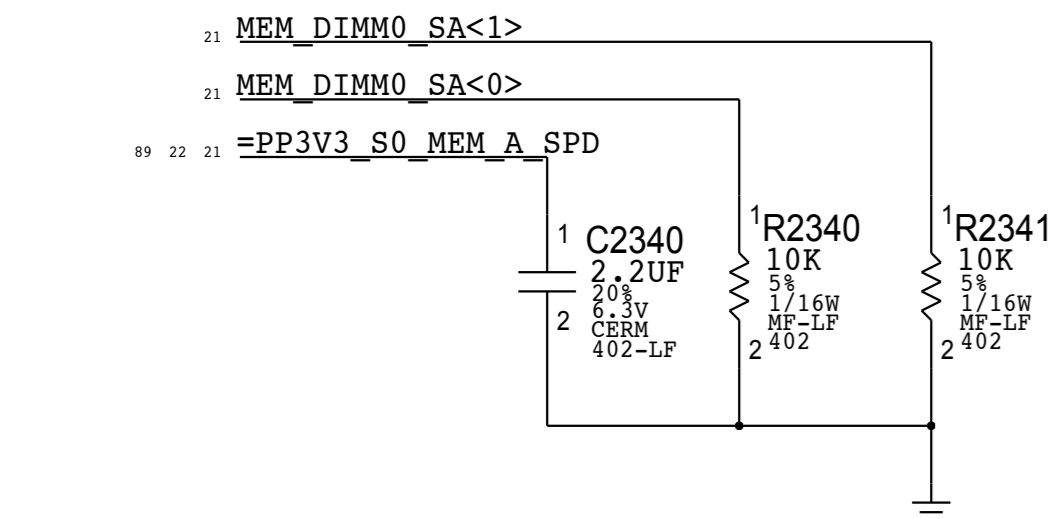 21 MEM_DIMM0_SA<1>
21 MEM_DIMM0_SA<0>
89 22 21 =PP3V3_S0_MEM_A_SPD
1
C2340
2.2UF
20%
6.3V
CERM
402-LF
2
1
R2340
10K
5%
1/16W
MF-LF
402
2
1
R2341
10K
5%
1/16W
MF-LF
402
2